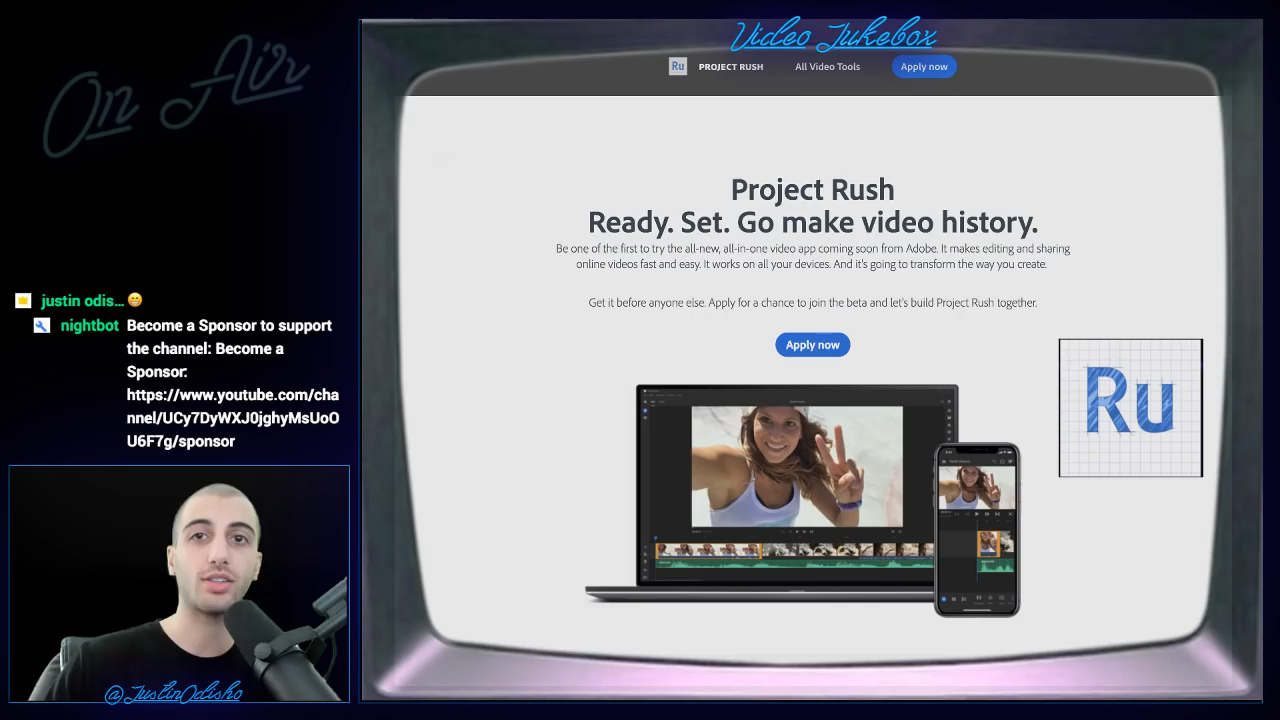 On Air
Video Jukebox
Ru PROJECT RUSH All Video Tools Apply now
Project Rush
Ready. Set. Go make video history.
Be one of the first to try the all-new, all-in-one video app coming soon from Adobe. It makes editing and sharing
online videos fast and easy. It works on all your devices. And it's going to transform the way you create.
Get it before anyone else. Apply for a chance to join the beta and let's build Project Rush together.
Apply now
Ru
justin odis... 😁
nightbot Become a Sponsor to support
the channel: Become a
Sponsor:
https://www.youtube.com/cha
nnel/UCy7DyWXJ0jghyMsUoO
U6F7g/sponsor
@JustinOdisho